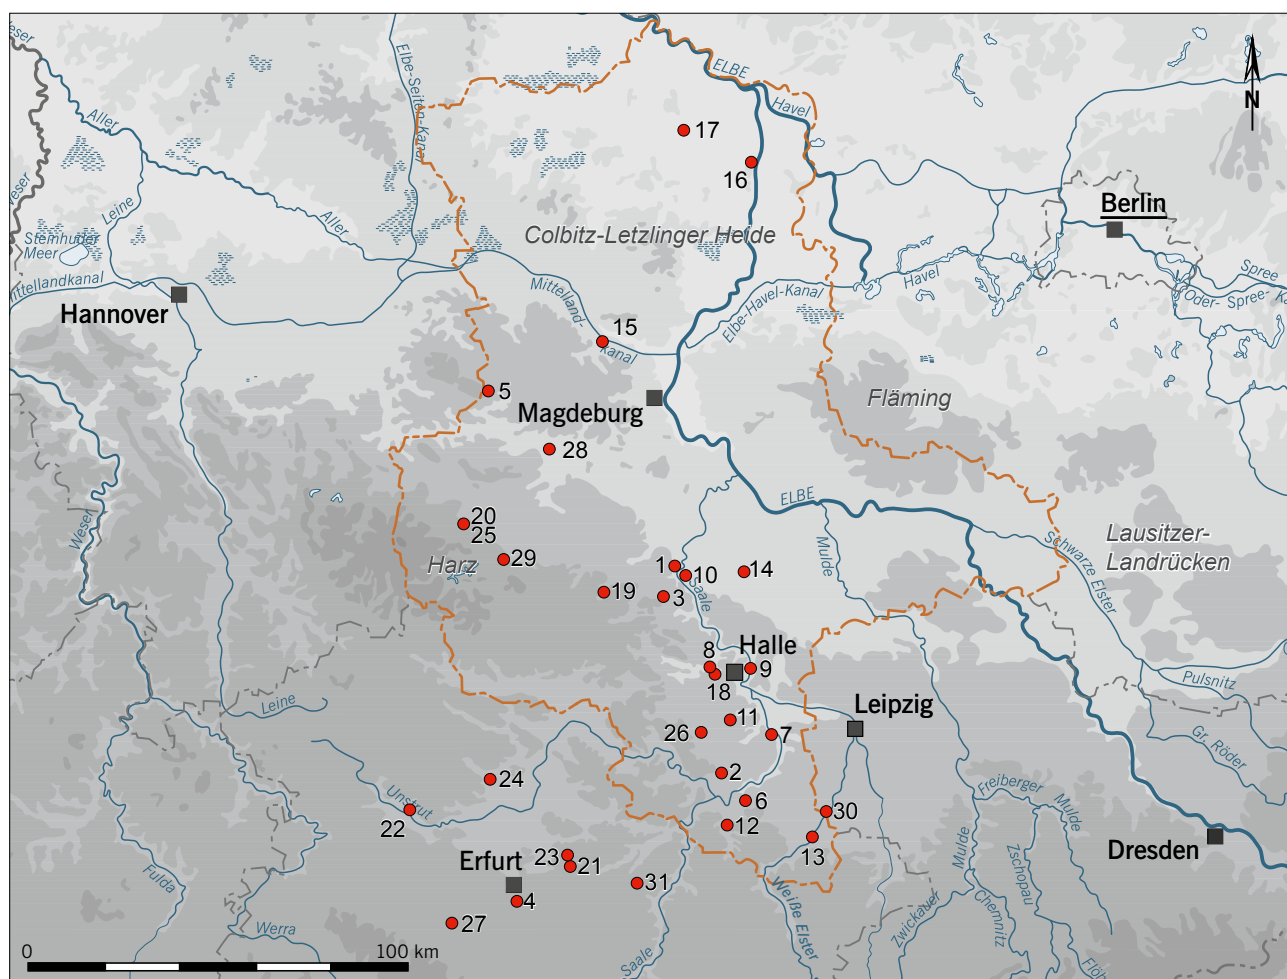 eser
ELBE
Elbe-Seiten-Kanal
Havel
N
Aller
17
16
Weser
Leine
Berlin
Aller
Colbitz-Letzlinger Heide
Steinhuder
Meer
Spree
Mittellandkanal
Havel
Oder-Spree-K
Mittelland-
kanal
Elbe-Havel-Kanal
Hannover
15
5
Fläming
Magdeburg
28
ELBE
20
25
Weser
Mulde
Schwarze Elster
Lausitzer-
Landrücken
29
Harz
1
10
14
19
3
Saale
Halle
8
9
18
Pulsnitz
Leine
Leipzig
11
26
7
Gr. Röder
2
24
Unstrut
Freiberger
Mulde
6
30
22
12
13
Mulde
Zschopau
Dresden
23
21
Erfurt
31
Fulda
4
Weiße Elster
Zwickauer
Chemnitz
27
Werra
Saale
Flöh
0
100 km